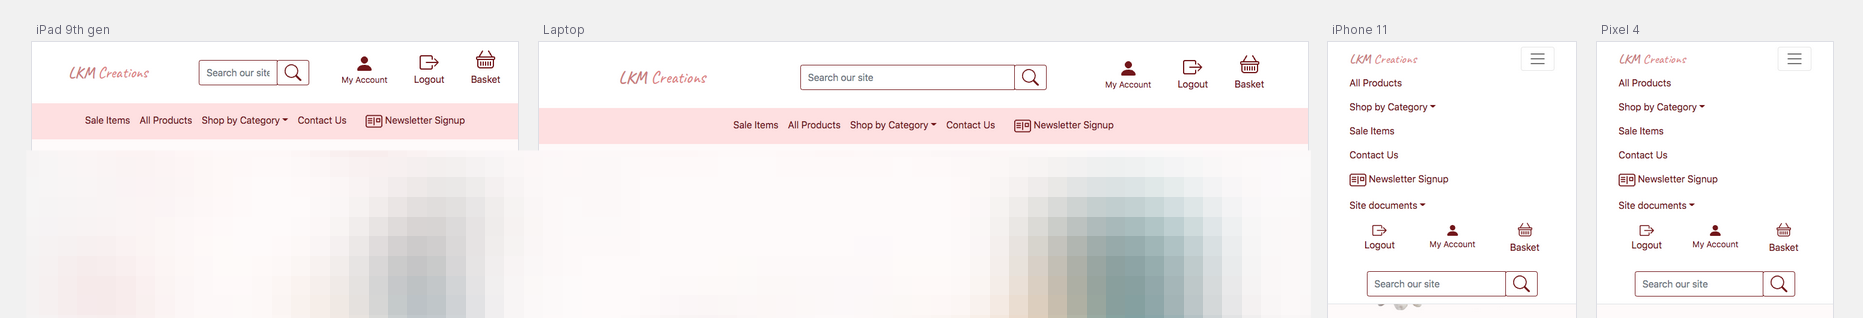 iPad 9th gen
LKM Creations
Search our site
My Account
Logout
Basket
Sale Items All Products Shop by Category Contact Us Newsletter Signup
Laptop
LKM Creations
Search our site
My Account
Logout
Basket
Sale Items All Products Shop by Category Contact Us Newsletter Signup
iPhone 11
LKM Creations
All Products
Shop by Category
Sale Items
Contact Us
Newsletter Signup
Site documents
Logout My Account Basket
Search our site
Pixel 4
LKM Creations
All Products
Shop by Category
Sale Items
Contact Us
Newsletter Signup
Site documents
Logout My Account Basket
Search our site